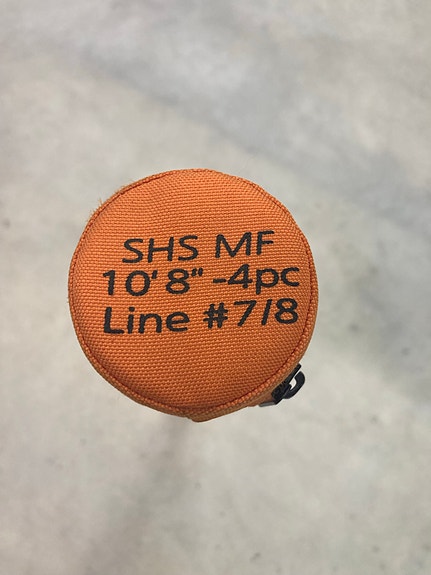 SHS MF
10' 8" -4pc
Line #7/8